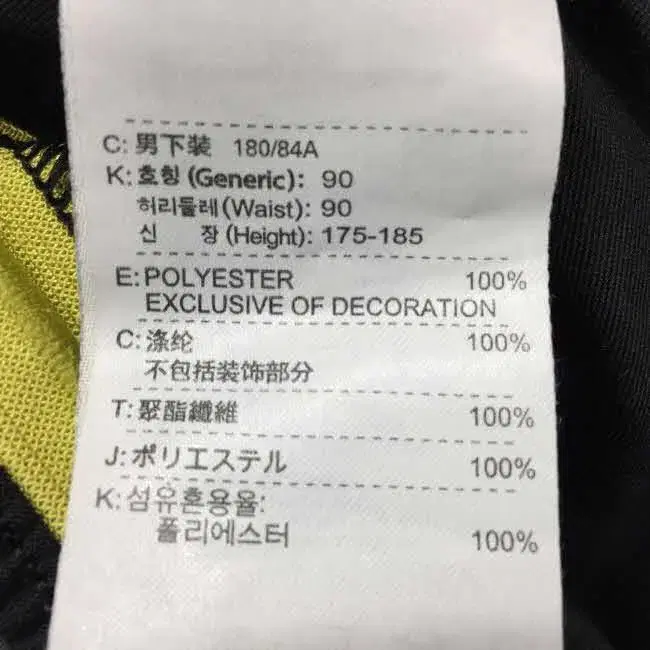 C: 男下装 180/84A
K: 호칭 (Generic): 90
허리둘레 (Waist): 90
신 장 (Height): 175-185
E: POLYESTER 100%
EXCLUSIVE OF DECORATION
C: 涤纶 100%
不包括装饰部分
T: 聚酯纖維 100%
J: ポリエステル 100%
K: 섬유혼용율:
폴리에스터 100%